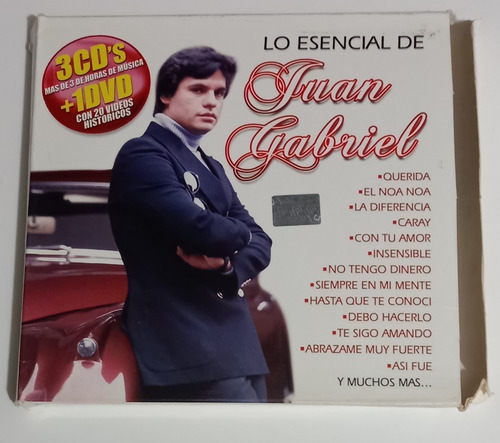 3CD's
MAS DE 3 DE HORAS DE MÚSICA
+1DVD
CON 20 VIDEOS
HISTORICOS
LO ESENCIAL DE
Juan
Gabriel
▪QUERIDA
▪EL NOA NOA
▪LA DIFERENCIA
▪CARAY
▪CON TU AMOR
▪INSENSIBLE
▪NO TENGO DINERO
▪SIEMPRE EN MI MENTE
▪HASTA QUE TE CONOCI
▪DEBO HACERLO
▪TE SIGO AMANDO
▪ABRAZAME MUY FUERTE
▪ASI FUE
Y MUCHOS MAS...